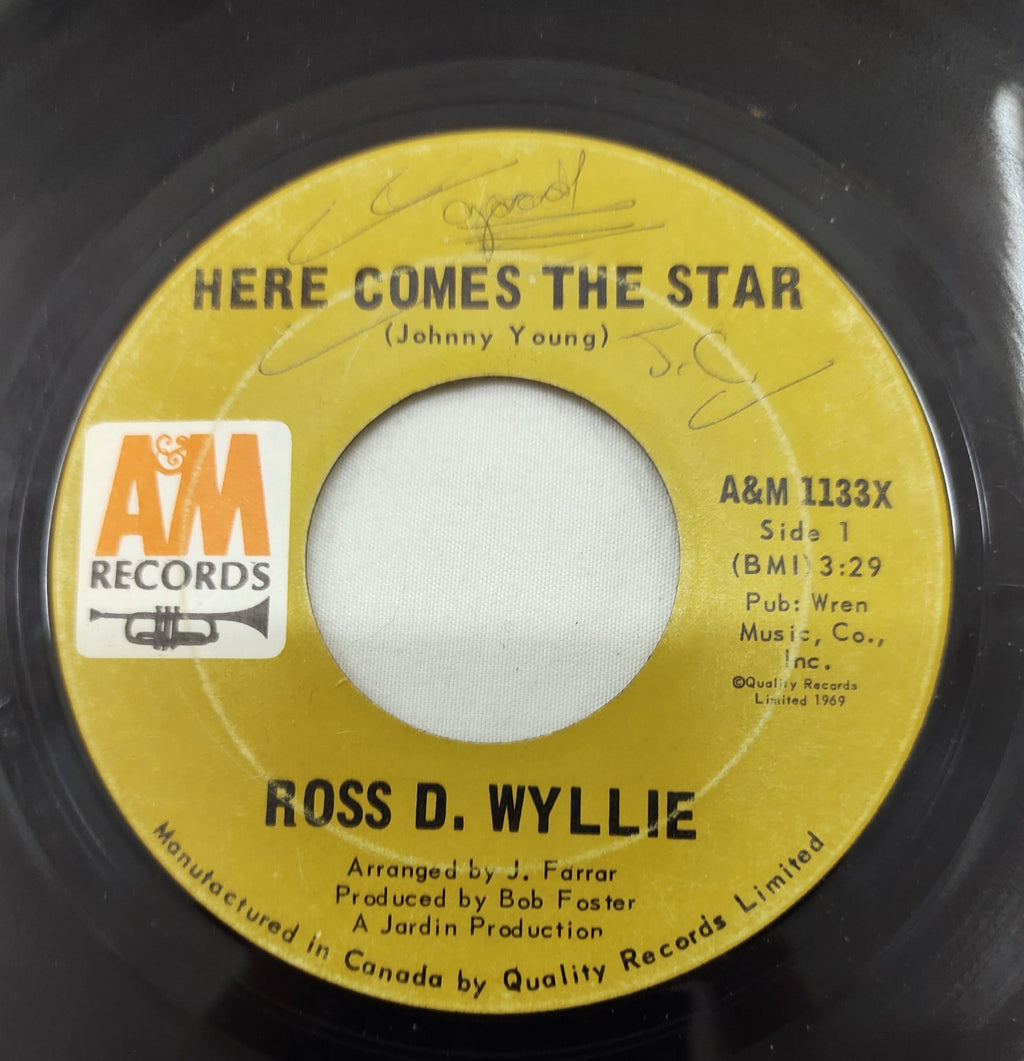 good
HERE COMES THE STAR
(Johnny Young)
J.C
A&M
RECORDS
A&M 1133X
Side 1
(BMI) 3:29
Pub: Wren
Music, Co.,
Inc.
©Quality Records
Limited 1969
ROSS D. WYLLIE
Arranged by J. Farrar
Produced by Bob Foster
A Jardin Production
Manufactured in Canada by Quality Records Limited